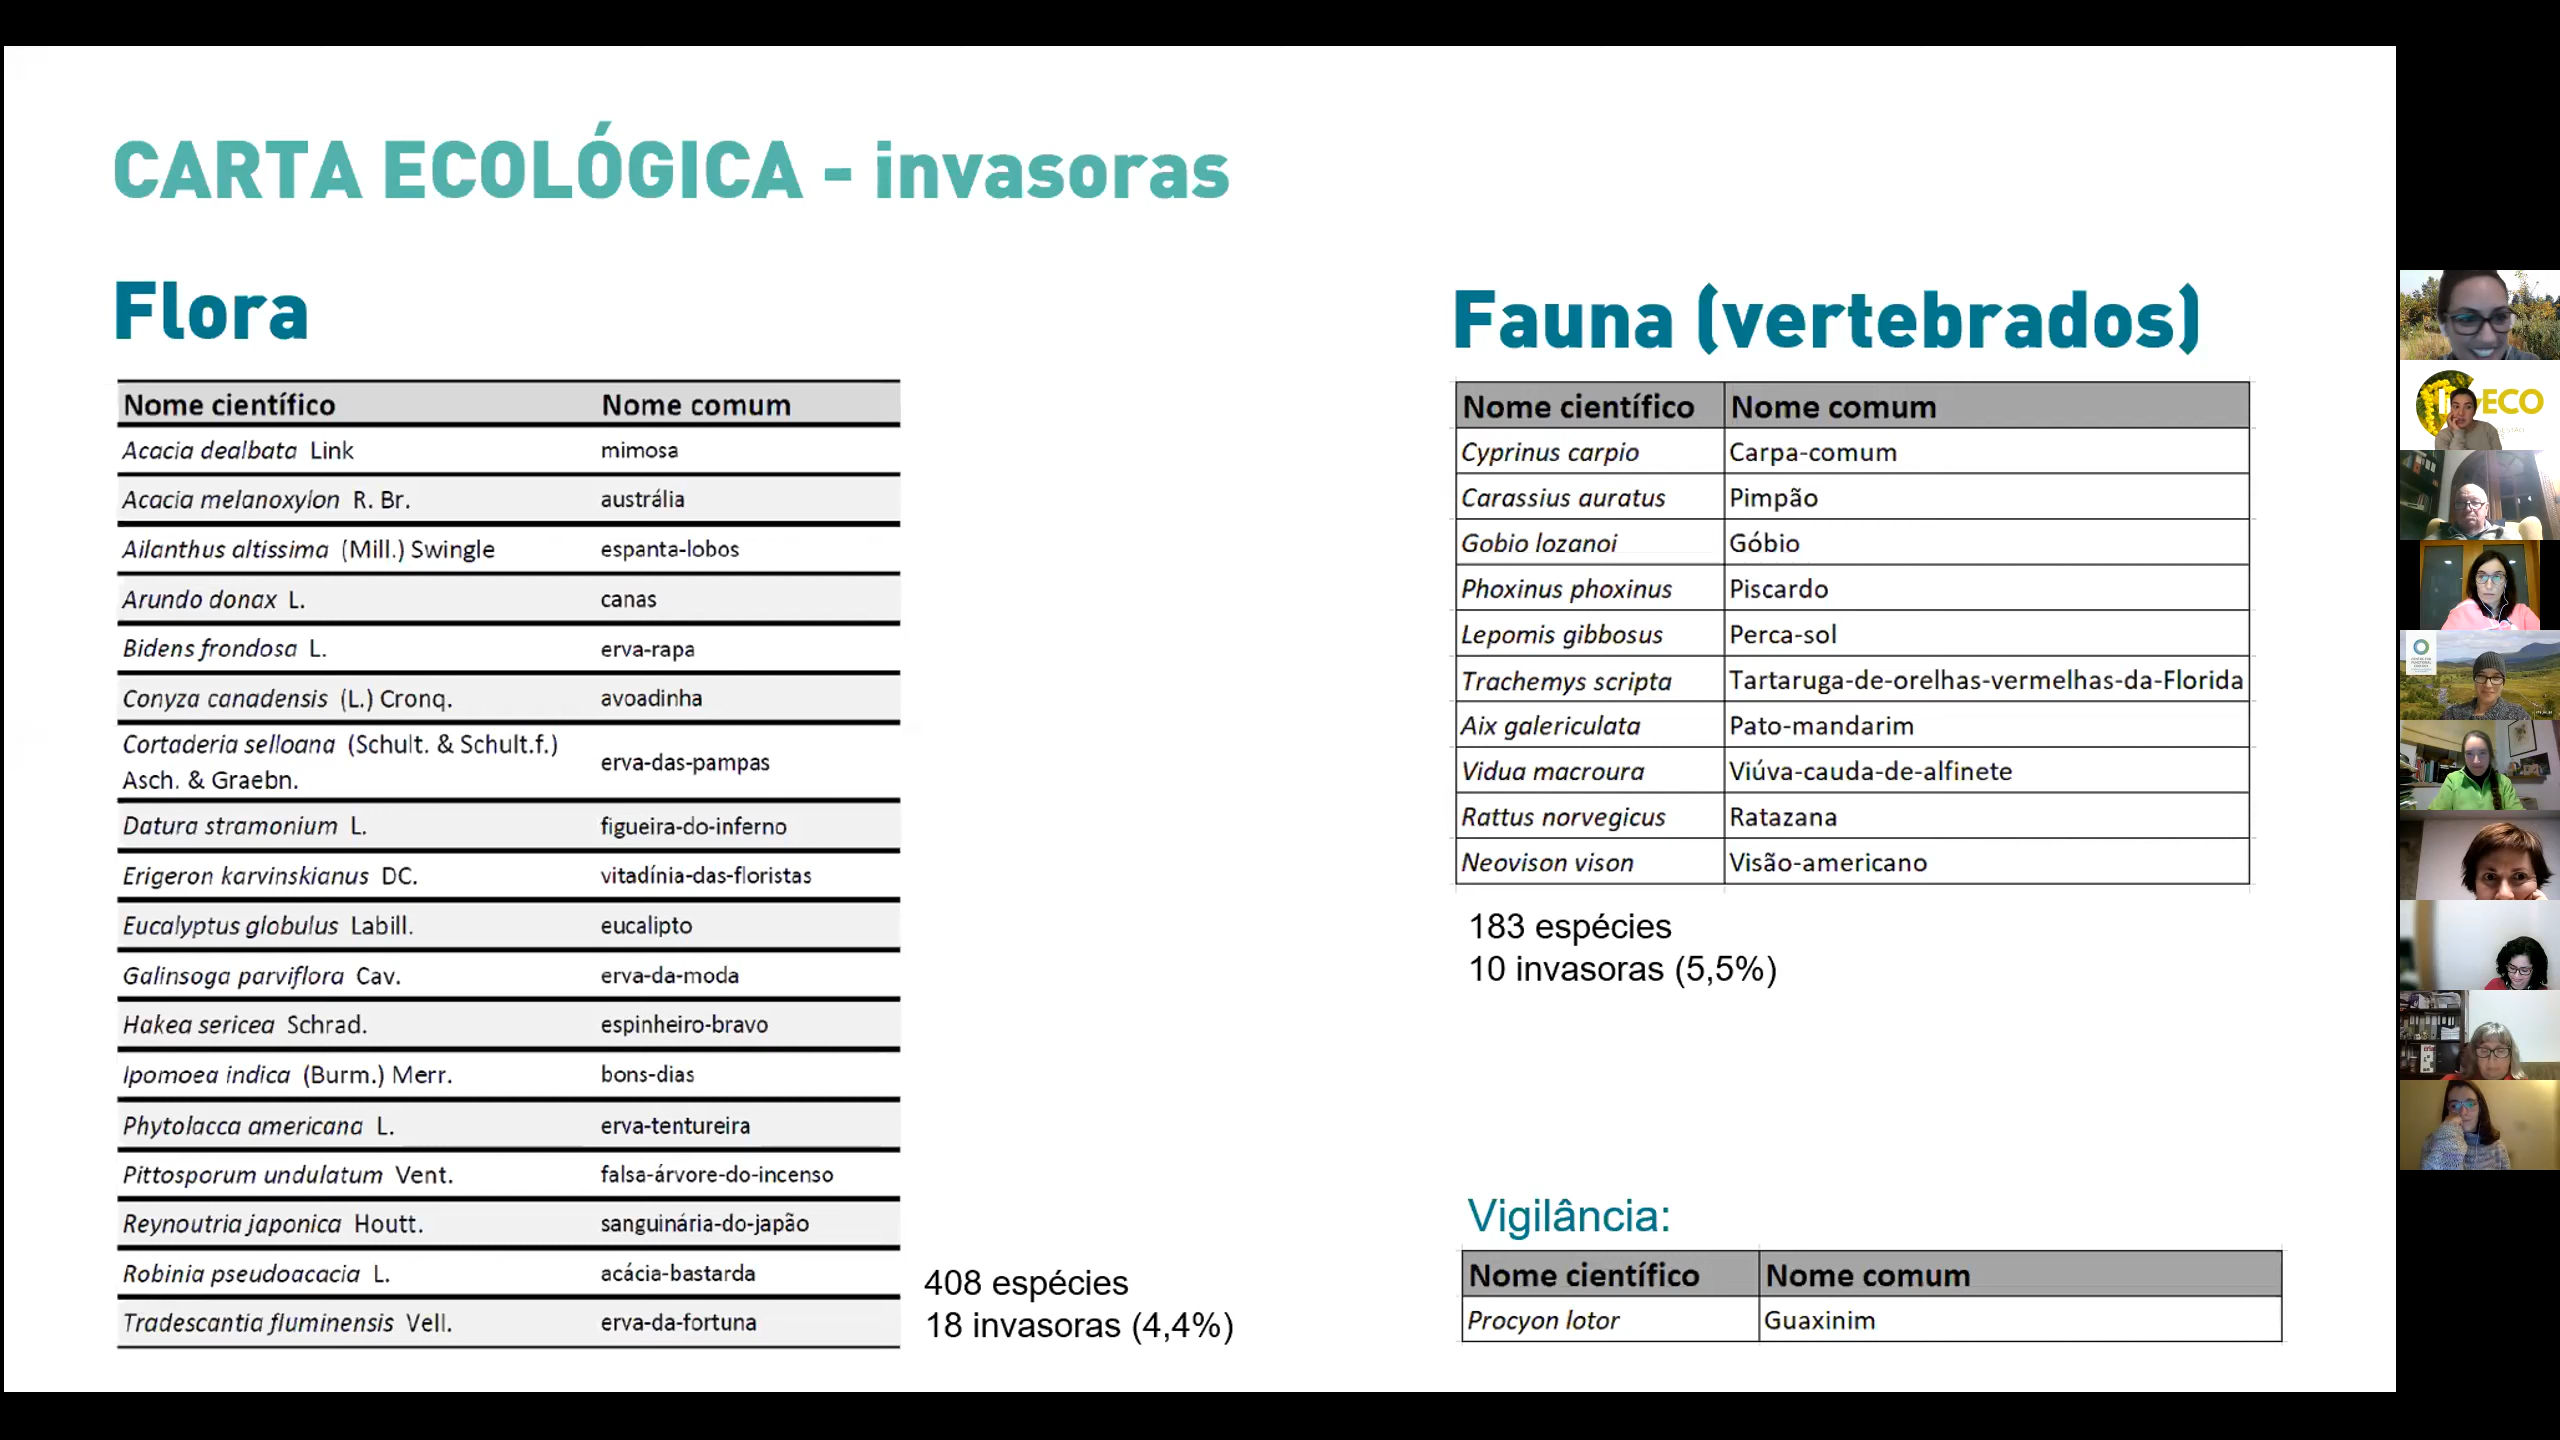 CARTA ECOLÓGICA - invasoras
Flora
Nome científico Nome comum
Acacia dealbata Link mimosa
Acacia melanoxylon R. Br. austrália
Ailanthus altissima (Mill.) Swingle espanta-lobos
Arundo donax L. canas
Bidens frondosa L. erva-rapa
Conyza canadensis (L.) Cronq. avoadinha
Cortaderia selloana (Schult. & Schult.f.)
Asch. & Graebn. erva-das-pampas
Datura stramonium L. figueira-do-inferno
Erigeron karvinskianus DC. vitadínia-das-floristas
Eucalyptus globulus Labill. eucalipto
Galinsoga parviflora Cav. erva-da-moda
Hakea sericea Schrad. espinheiro-bravo
Ipomoea indica (Burm.) Merr. bons-dias
Phytolacca americana L. erva-tentureira
Pittosporum undulatum Vent. falsa-árvore-do-incenso
Reynoutria japonica Houtt. sanguinária-do-japão
Robinia pseudoacacia L. acácia-bastarda
Tradescantia fluminensis Vell. erva-da-fortuna
408 espécies
18 invasoras (4,4%)
Fauna (vertebrados)
Nome científico Nome comum
Cyprinus carpio Carpa-comum
Carassius auratus Pimpão
Gobio lozanoi Góbio
Phoxinus phoxinus Piscardo
Lepomis gibbosus Perca-sol
Trachemys scripta Tartaruga-de-orelhas-vermelhas-da-Florida
Aix galericulata Pato-mandarim
Vidua macroura Viúva-cauda-de-alfinete
Rattus norvegicus Ratazana
Neovison vison Visão-americano
183 espécies
10 invasoras (5,5%)
Vigilância:
Nome científico Nome comum
Procyon lotor Guaxinim
ECO